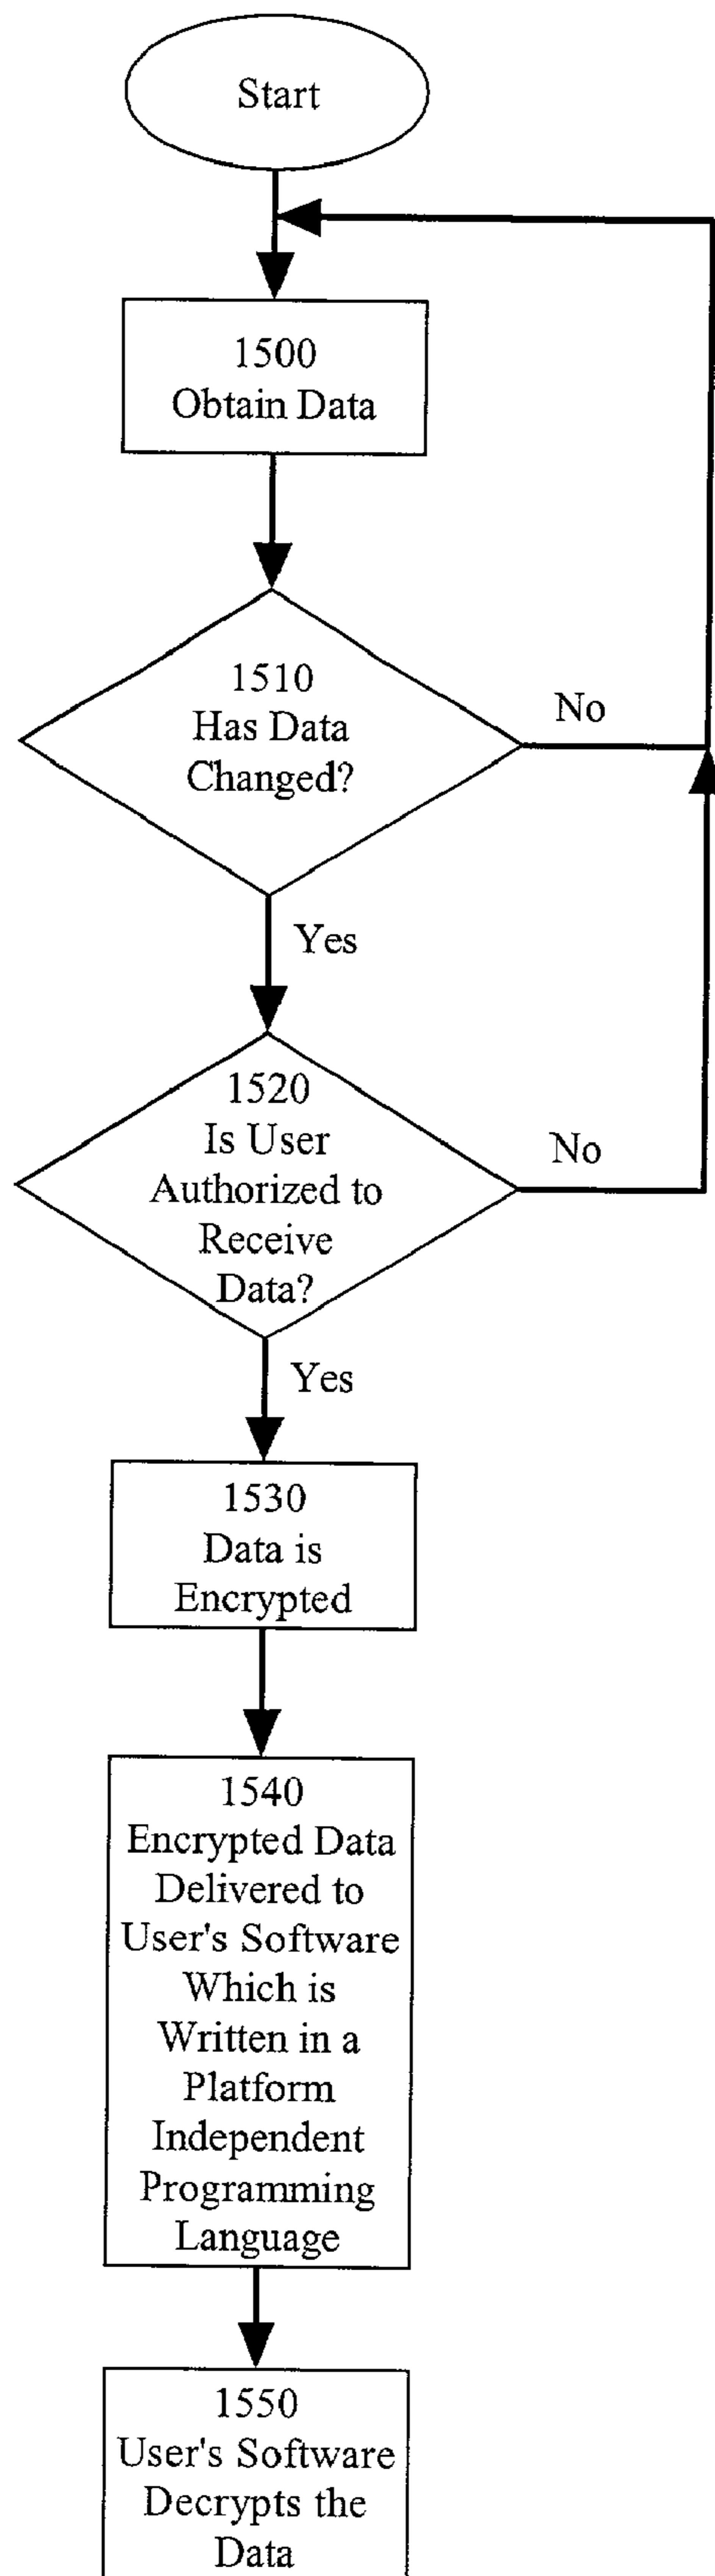 Start
1500
Obtain Data
1510
Has Data
Changed?
No
Yes
1520
Is User
Authorized to
Receive
Data?
No
Yes
1530
Data is
Encrypted
1540
Encrypted Data
Delivered to
User's Software
Which is
Written in a
Platform
Independent
Programming
Language
1550
User's Software
Decrypts the
Data